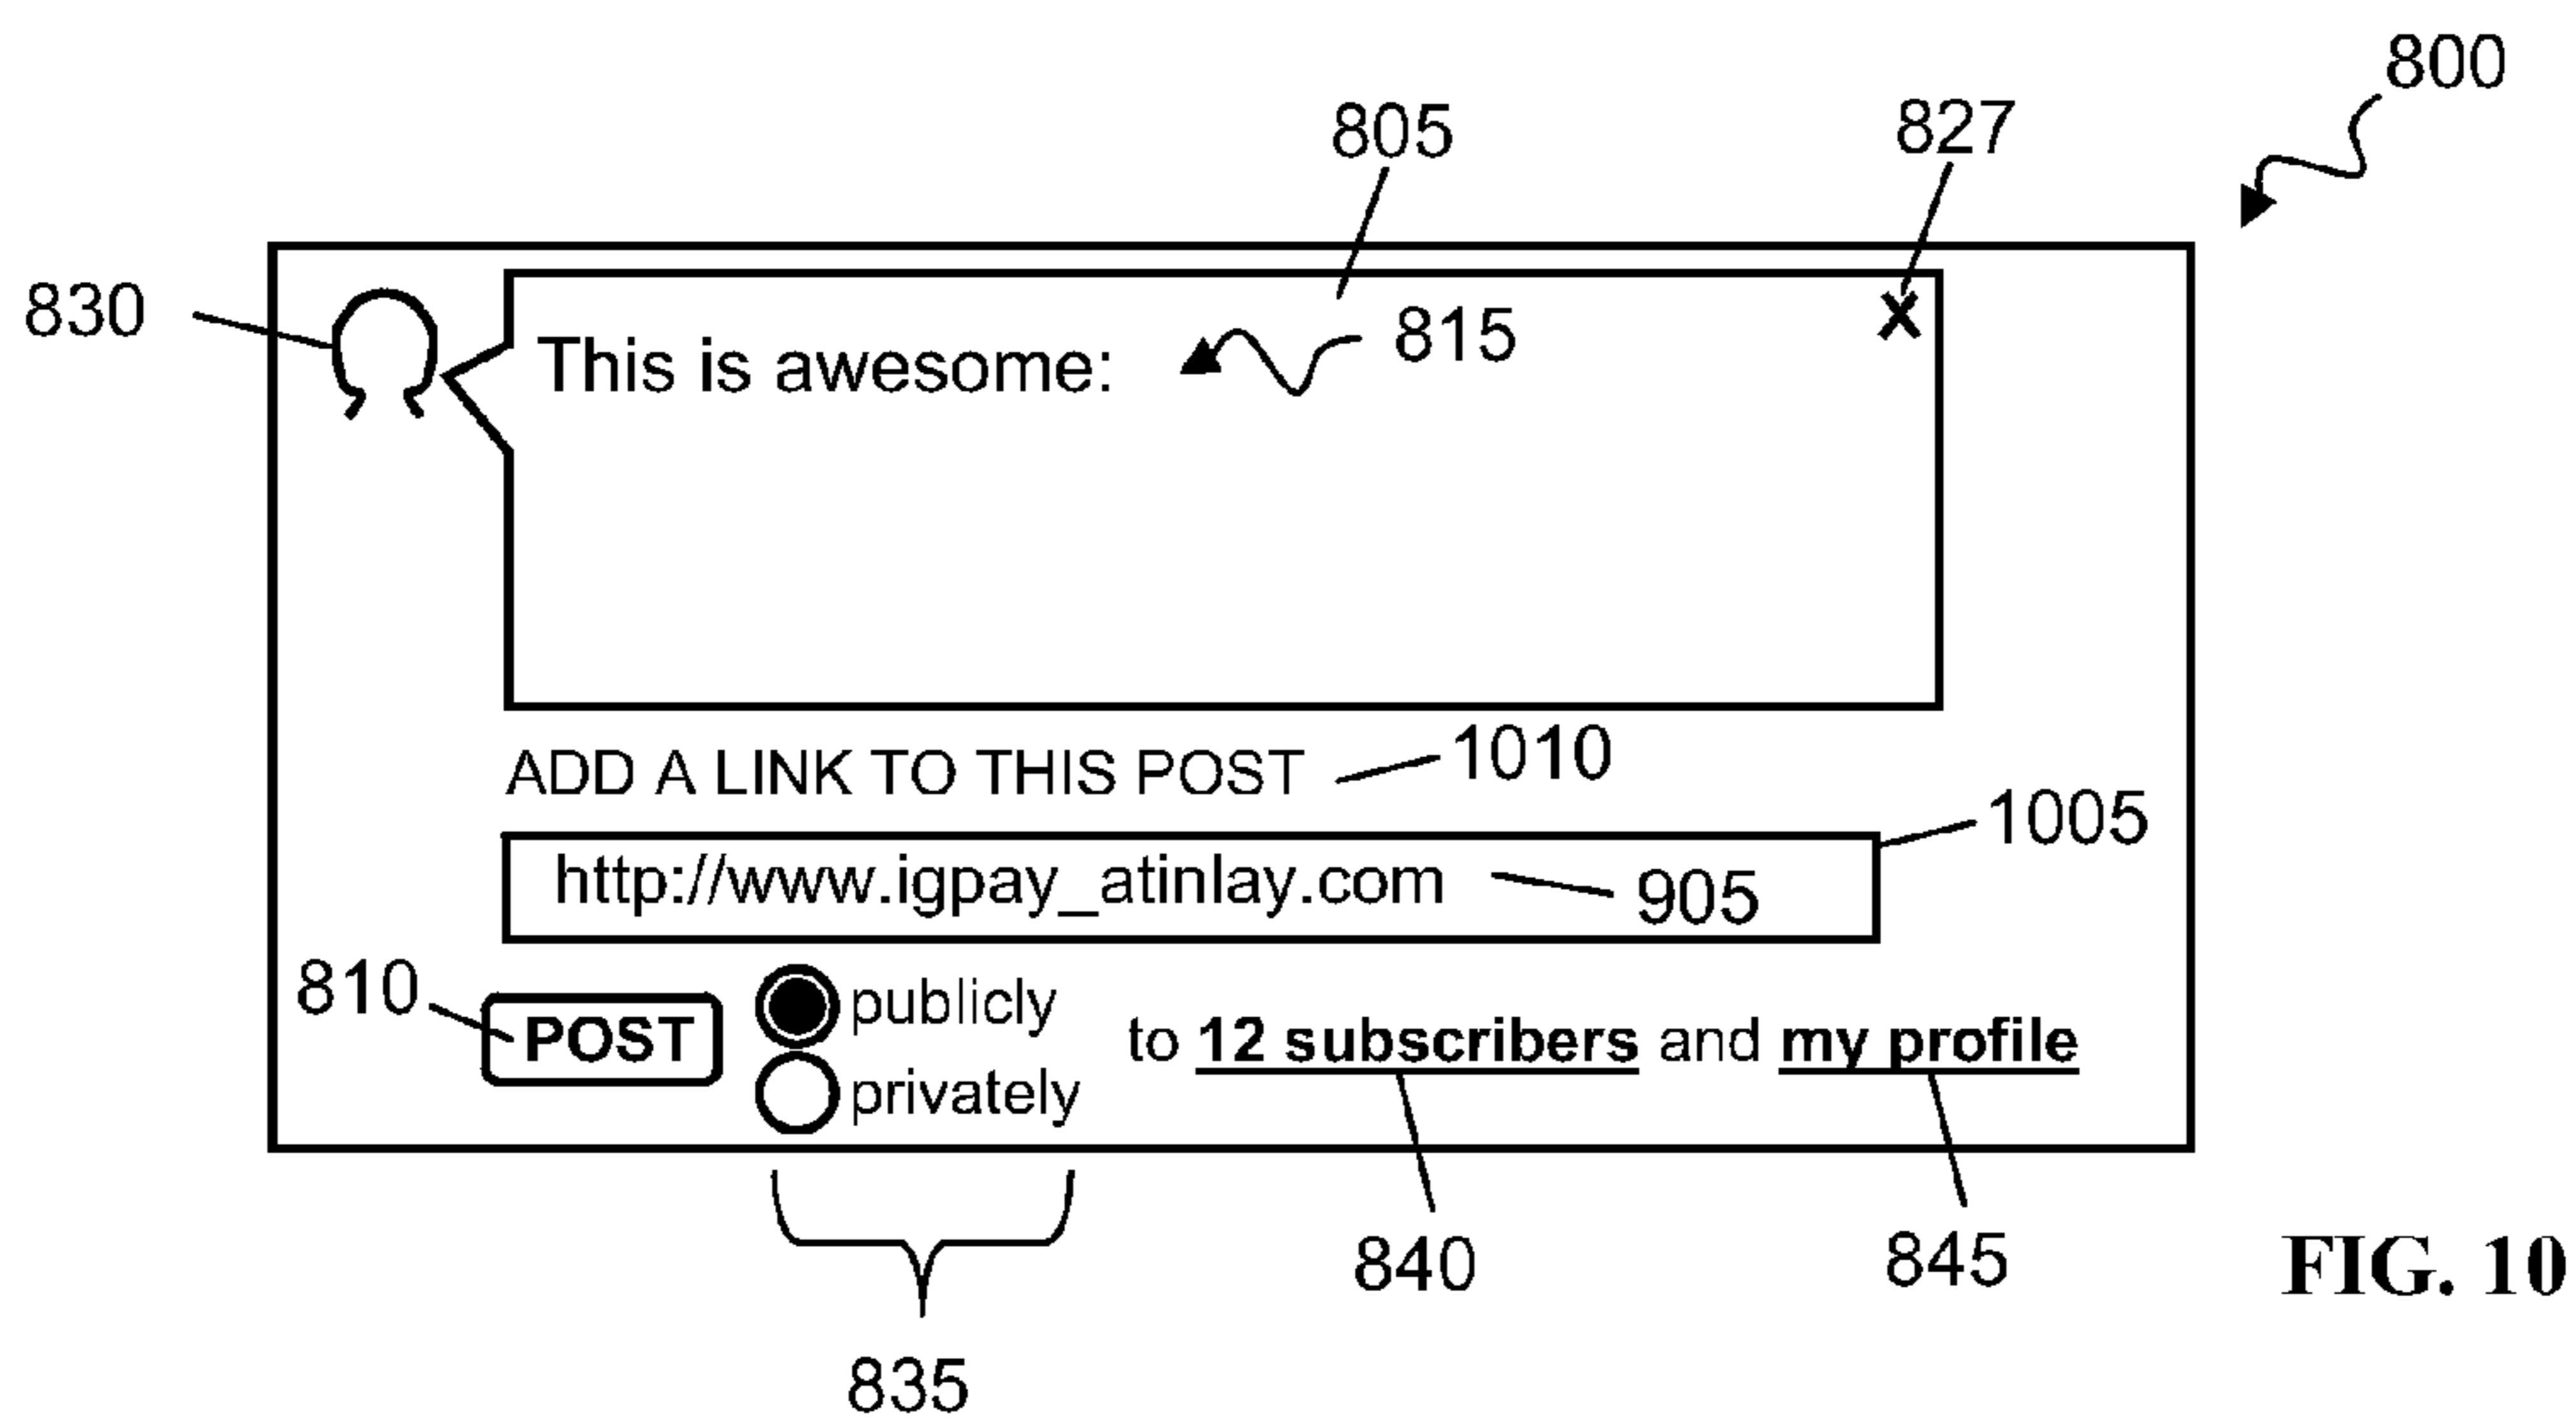 800
805
827
830
This is awesome:
815
X
ADD A LINK TO THIS POST
1010
1005
http://www.igpay_atinlay.com
905
810
POST
publicly
privately
to 12 subscribers and my profile
840
845
835
FIG. 10